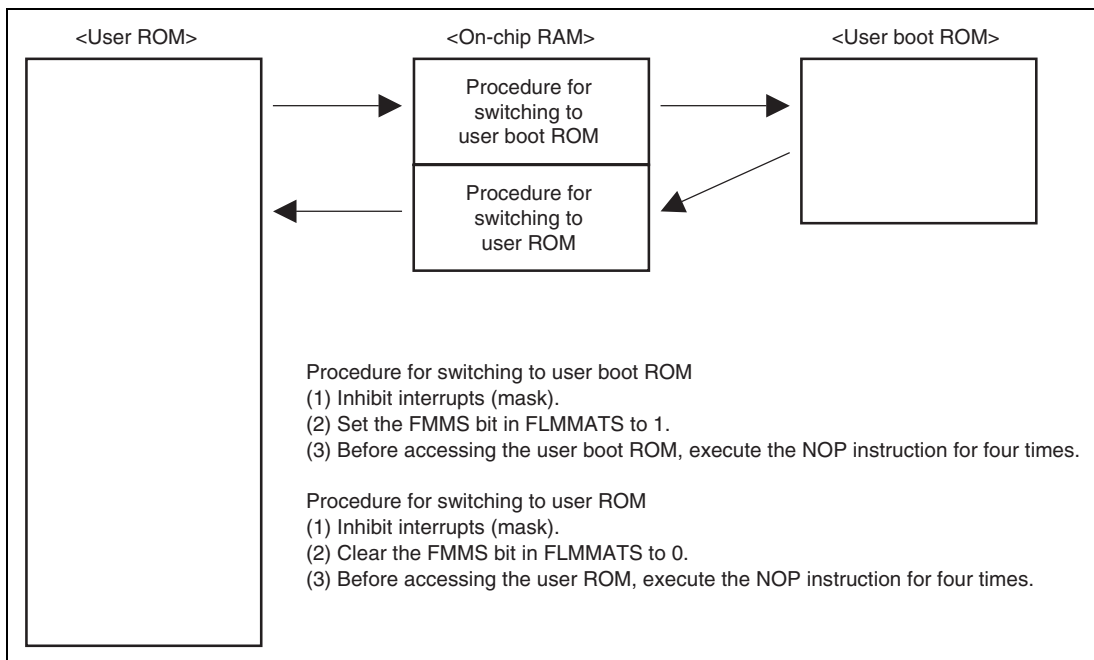 <User ROM>
<On-chip RAM>
<User boot ROM>
Procedure for
switching to
user boot ROM
Procedure for
switching to
user ROM
Procedure for switching to user boot ROM
(1) Inhibit interrupts (mask).
(2) Set the FMMS bit in FLMMATS to 1.
(3) Before accessing the user boot ROM, execute the NOP instruction for four times.
Procedure for switching to user ROM
(1) Inhibit interrupts (mask).
(2) Clear the FMMS bit in FLMMATS to 0.
(3) Before accessing the user ROM, execute the NOP instruction for four times.